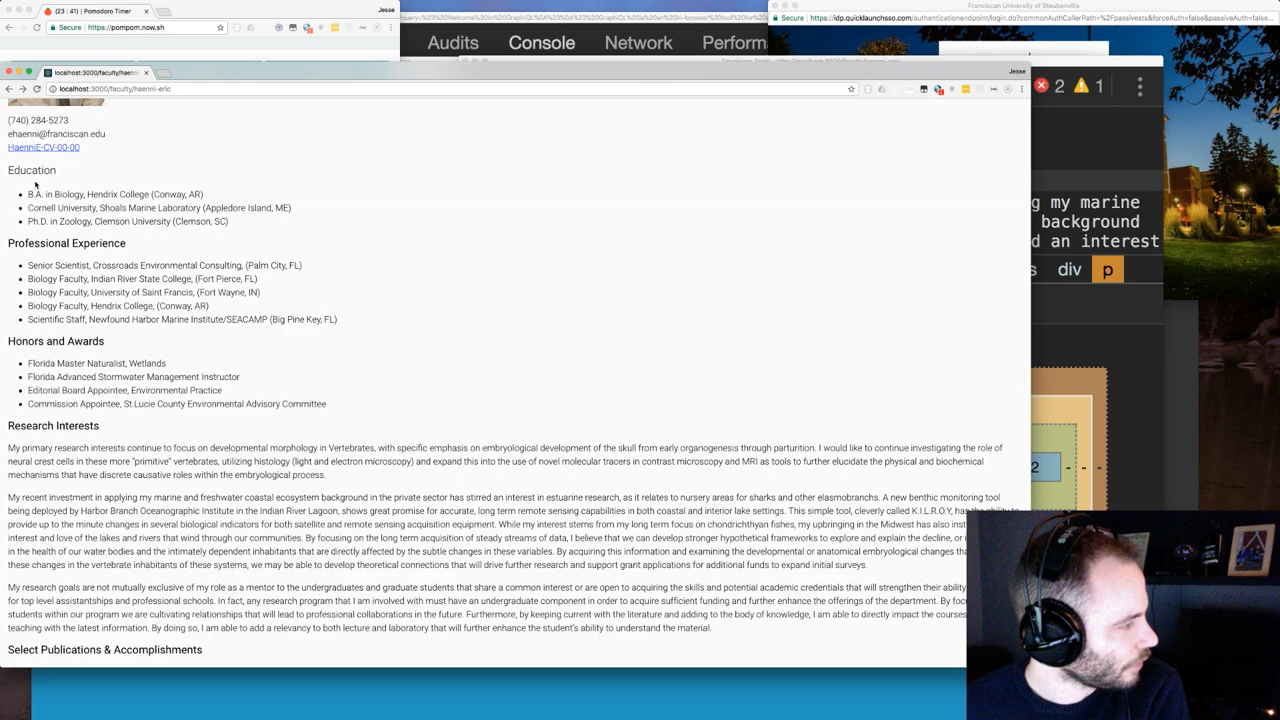 (23 : 41) | Pomodoro Timer
Jesse
Secure
https://pompom.now.sh
Audits
Console
Network
Franciscan University of Steubenville
Secure
https://idp.quicklaunchsso.com/authenticationendpoint/login.do?commonAuthCallerPath=%2Fpassivests&forceAuth=false&passiveAuth=false...
localhost:3000/faculty/haenni
Jesse
localhost:3000/faculty/haenni-eric
2
1
(740) 284-5273
ehaenni@franciscan.edu
HaenniE-CV-00-00
Education
B.A. in Biology, Hendrix College (Conway, AR)
Cornell University, Shoals Marine Laboratory (Appledore Island, ME)
Ph.D. in Zoology, Clemson University (Clemson, SC)
Professional Experience
Senior Scientist, Crossroads Environmental Consulting, (Palm City, FL)
Biology Faculty, Indian River State College, (Fort Pierce, FL)
Biology Faculty, University of Saint Francis, (Fort Wayne, IN)
Biology Faculty, Hendrix College, (Conway, AR)
Scientific Staff, Newfound Harbor Marine Institute/SEACAMP (Big Pine Key, FL)
Honors and Awards
Florida Master Naturalist, Wetlands
Florida Advanced Stormwater Management Instructor
Editorial Board Appointee, Environmental Practice
Commission Appointee, St.Lucie County Environmental Advisory Committee
Research Interests
My primary research interests continue to focus on developmental morphology in Vertebrates, with specific emphasis on embryological development of the skull from early organogenesis through parturition. I would like to continue investigating the role of
neural crest cells in these more "primitive" vertebrates, utilizing histology (light and electron microscopy) and expand this into the use of novel molecular tracers in contrast microscopy and MRI as tools to further elucidate the physical and biochemical
mechanisms that have discrete causative roles within the embryological process.
My recent investment in applying my marine and freshwater coastal ecosystem background in the private sector has stirred an interest in estuarine research, as it relates to nursery areas for sharks and other elasmobranchs. A new benthic monitoring tool
being deployed by Harbor Branch Oceanographic Institute in the Indian River Lagoon, shows great promise for accurate, long term remote sensing capabilities in both coastal and interior lake settings. This simple tool, cleverly called K.I.L.R.O.Y, has the ability to
provide up to the minute changes in several biological indicators for both satellite and remote sensing acquisition equipment. While my interest stems from my long term focus on chondrichthyan fishes, my upbringing in the Midwest has also inst
interest and love of the lakes and rivers that wind through our communities. By focusing on the long term acquisition of steady streams of data, I believe that we can develop stronger hypothetical frameworks to explore and explain the decline, or i
in the health of our water bodies and the intimately dependent inhabitants that are directly affected by the subtle changes in these variables. By acquiring this information and examining the developmental or anatomical embryological changes tha
these changes in the vertebrate inhabitants of these systems, we may be able to develop theoretical connections that will drive further research and support grant applications for additional funds to expand initial surveys.
My research goals are not mutually exclusive of my role as a mentor to the undergraduates and graduate students that share a common interest or are open to acquiring the skills and potential academic credentials that will strengthen their ability
for top level assistantships and professional schools. In fact, any research program that I am involved with must have an undergraduate component in order to acquire sufficient funding and further enhance the offerings of the department. By foc
students within our program we are cultivating relationships that will lead to professional collaborations in the future. Furthermore, by keeping current with the literature and adding to the body of knowledge, I am able to directly impact the courses
teaching with the latest information. By doing so, I am able to add a relevancy to both lecture and laboratory that will further enhance the student's ability to understand the material.
Select Publications & Accomplishments
g my marine
background
d an interest
div
p
2